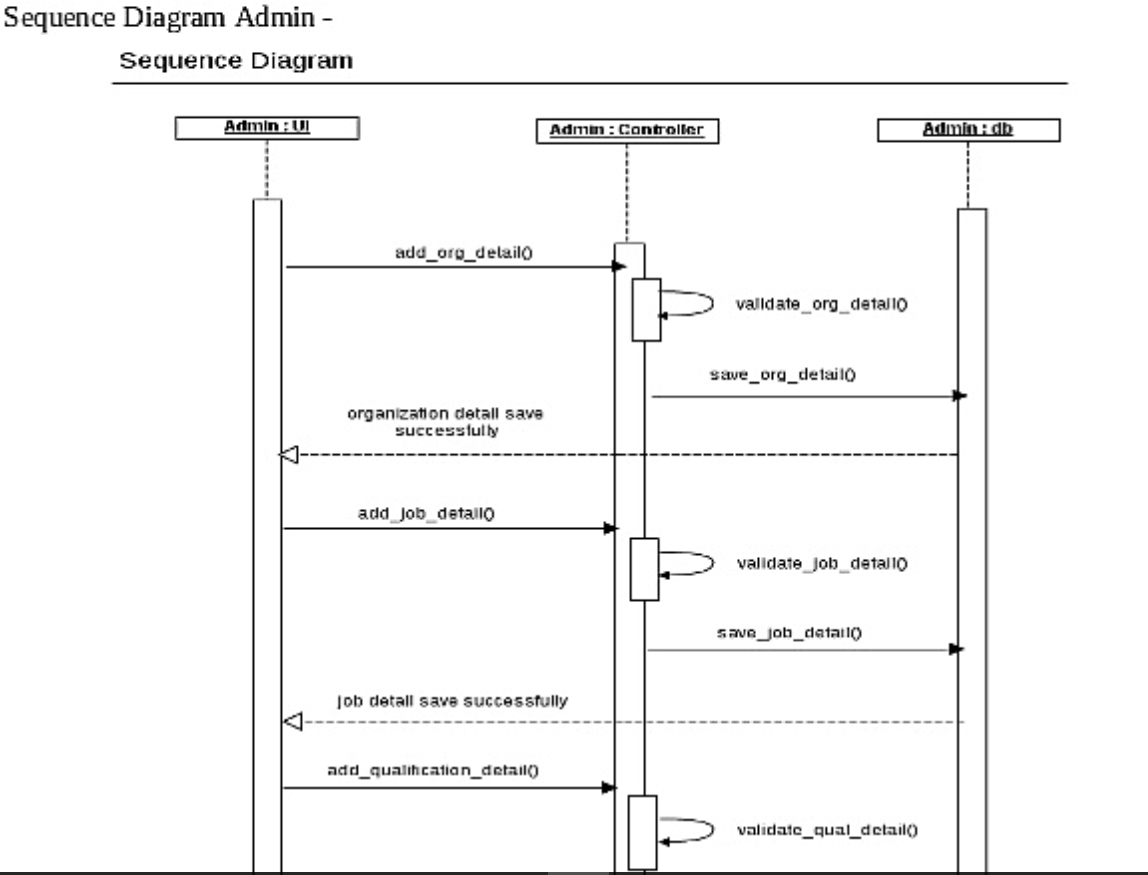 Sequence Diagram Admin -
Sequence Diagram
Admin : UI
Admin : Controller
Admin : db
add_org_detail()
validate_org_detail()
save_org_detail()
organization detail save
successfully
add_job_detail()
validate_job_detail()
save_job_detail()
job detail save successfully
add_qualification_detail()
validate_qual_detail()